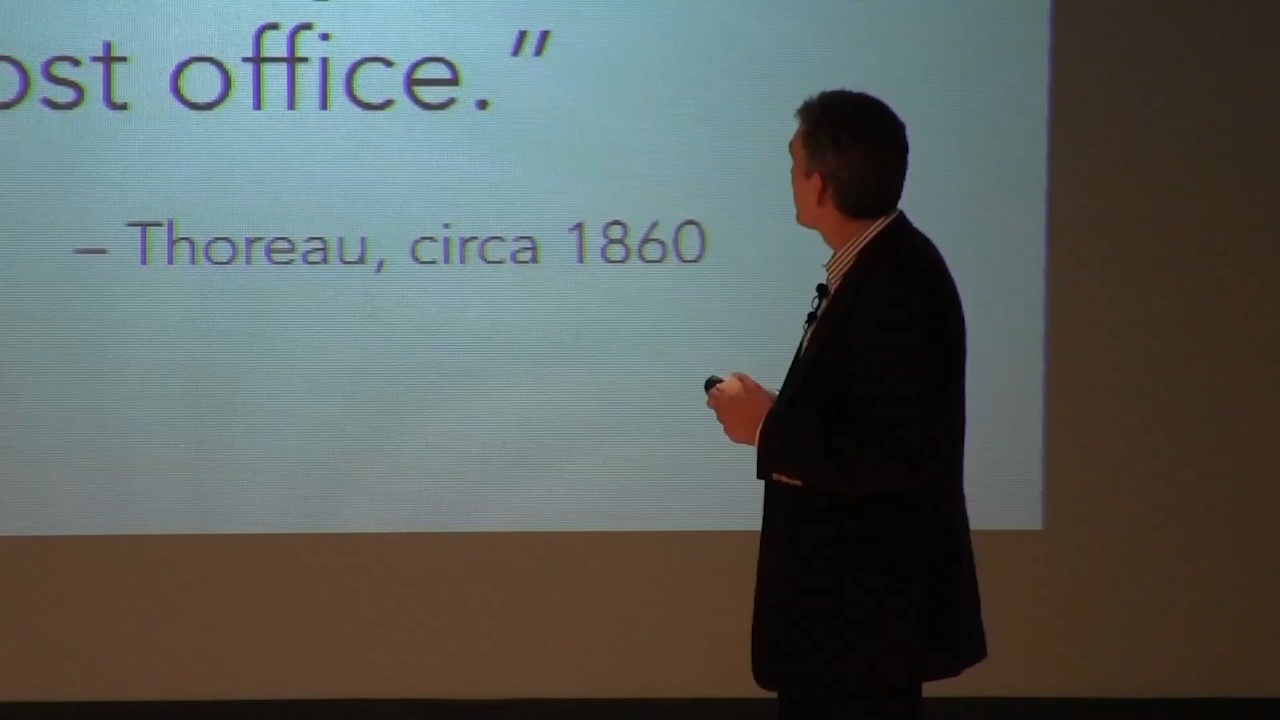 ost office.”
– Thoreau, circa 1860